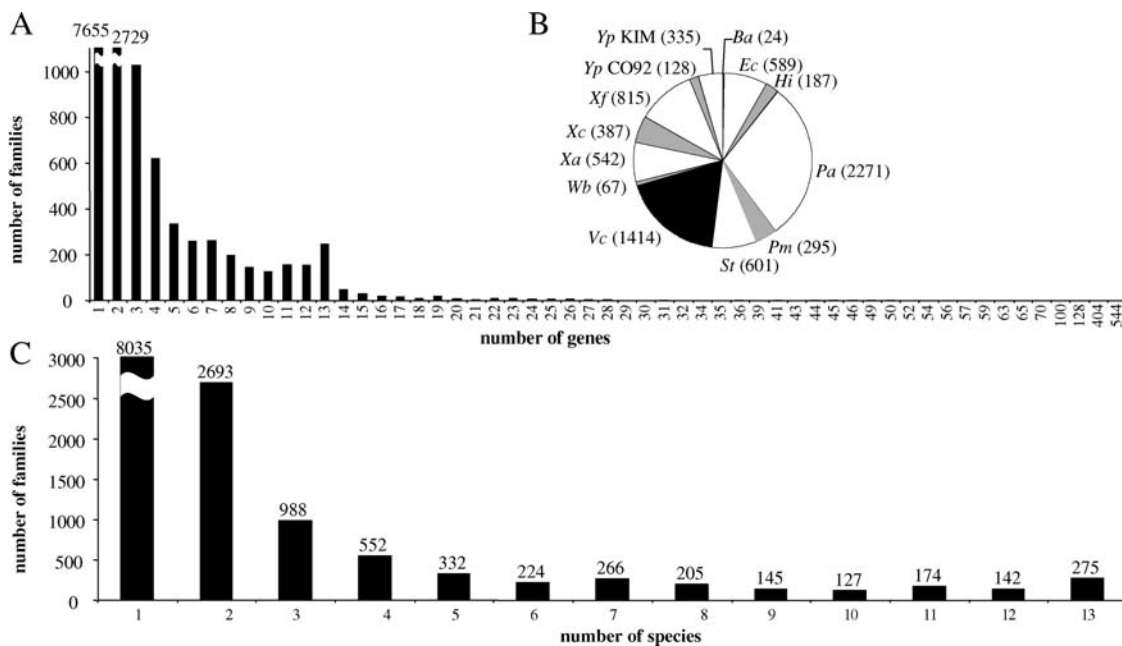 A
7655
2729
number of families
1000
800
600
400
200
0
1 2 3 4 5 6 7 8 9 10 11 12 13 14 15 16 17 18 19 20 21 22 23 24 25 26 27 28 29 30 31 32 34 35 36 39 41 43 44 45 46 49 50 52 54 56 57 59 63 65 70 100 128 404 544
number of genes
B
Yp KIM (335)
Ba (24)
Yp CO92 (128)
Ec (589)
Hi (187)
Xf (815)
Xc (387)
Xa (542)
Pa (2271)
Wb (67)
Vc (1414)
Pm (295)
St (601)
C
number of families
3000
2500
2000
1500
1000
500
0
8035
2693
988
552
332
224
266
205
145
127
174
142
275
1 2 3 4 5 6 7 8 9 10 11 12 13
number of species